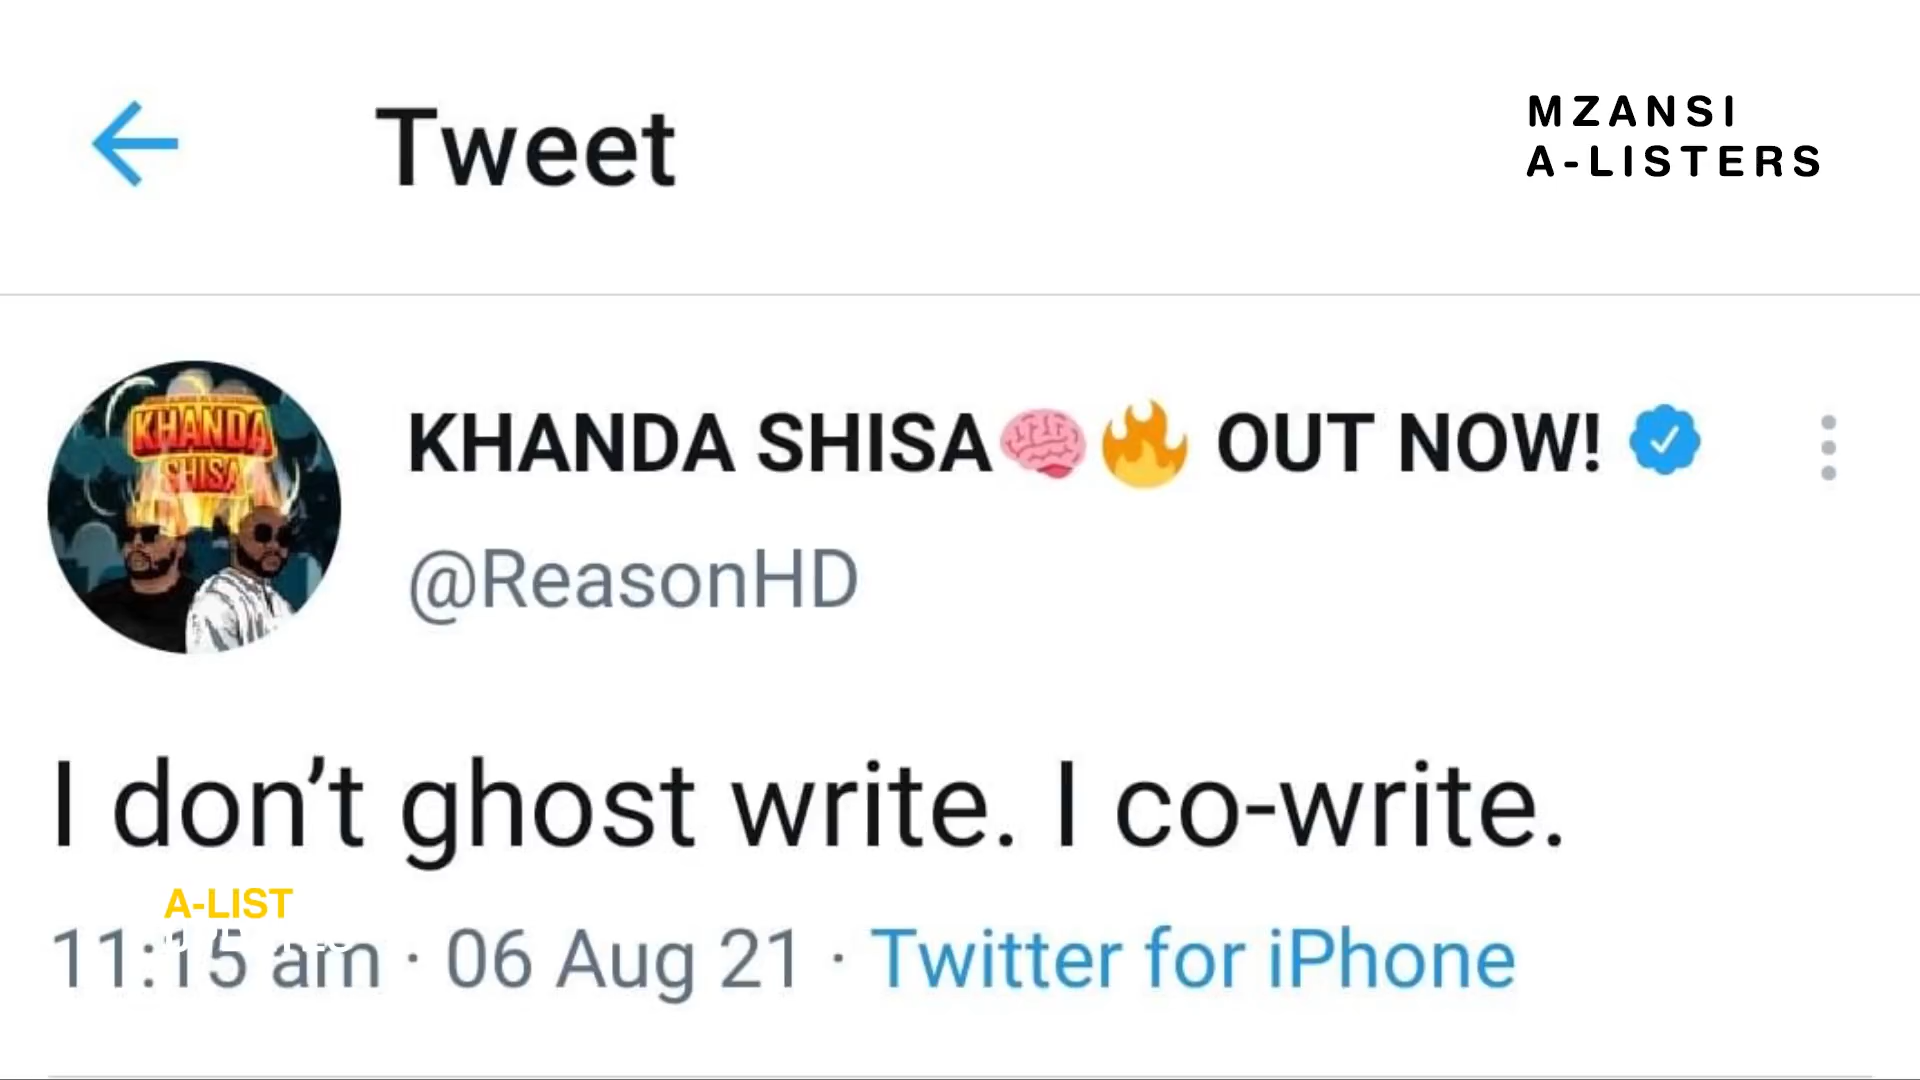 Tweet
MZANSI
A-LISTERS
KHANDA
SHISA
KHANDA SHISA🧠🔥 OUT NOW!
@ReasonHD
I don’t ghost write. I co-write.
A-LIST
11:15 am · 06 Aug 21 · Twitter for iPhone